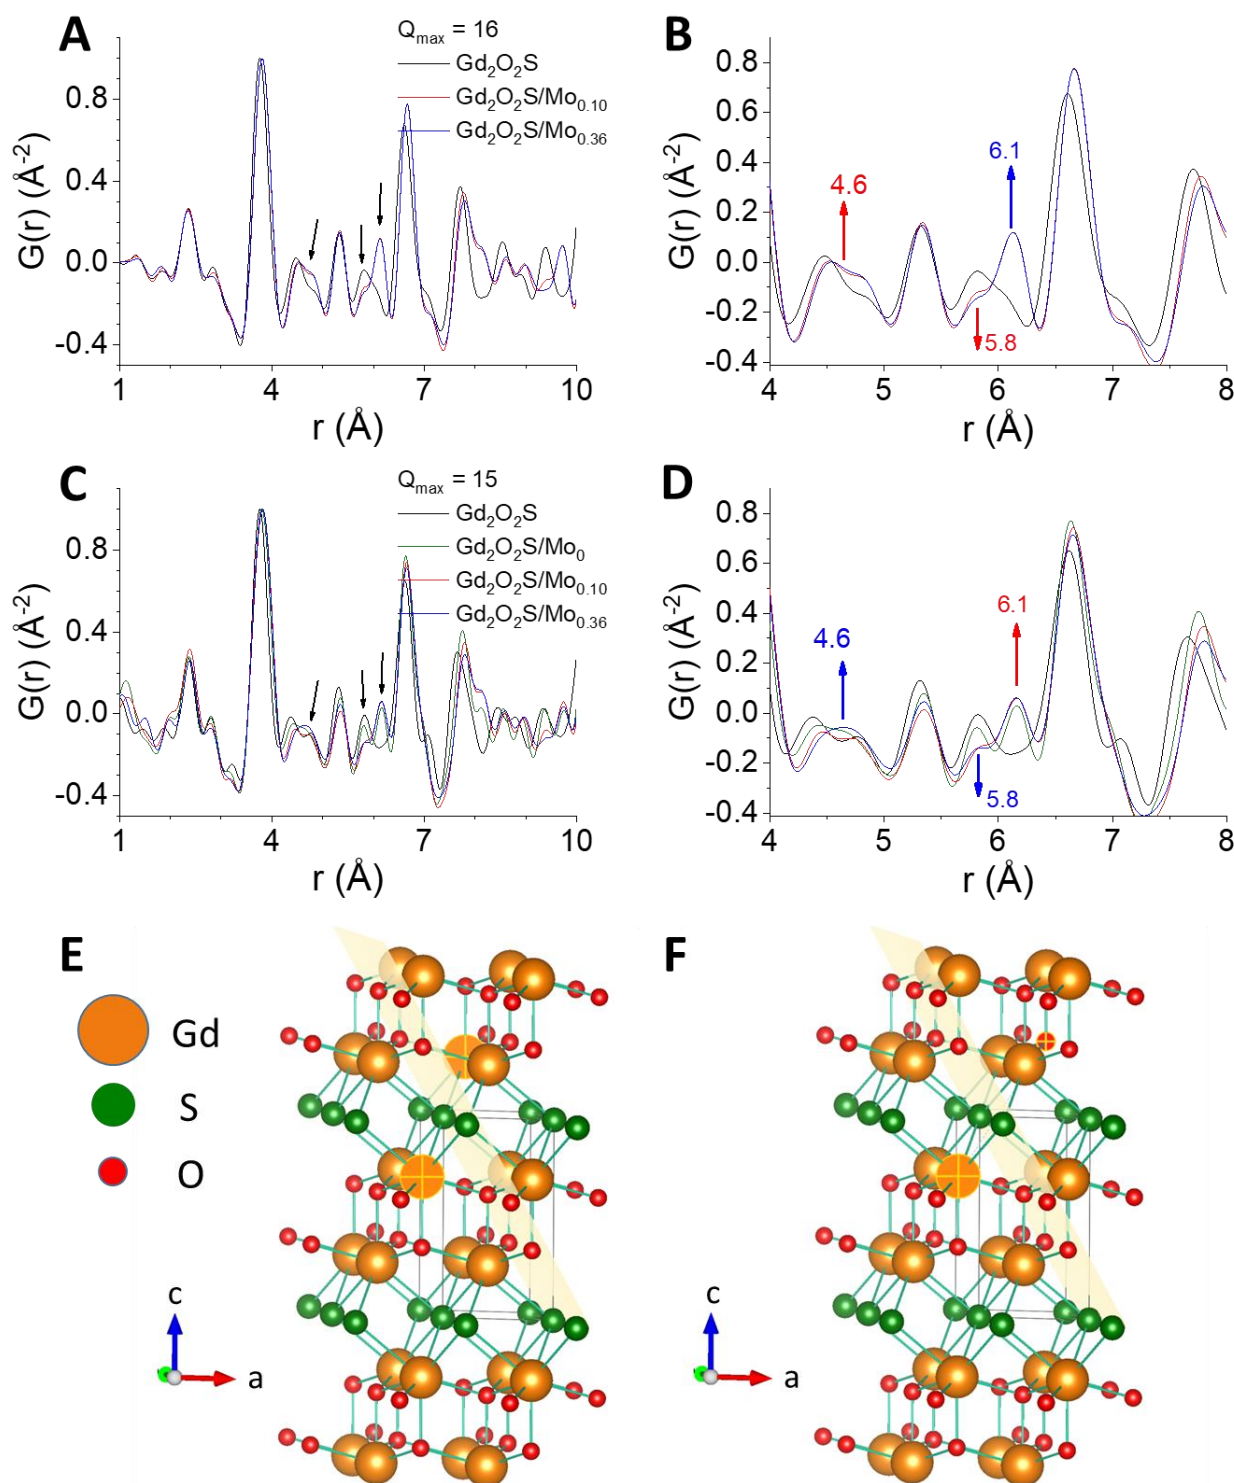 A
Q_max = 16
Gd₂O₂S
Gd₂O₂S/Mo₀.₁₀
Gd₂O₂S/Mo₀.₃₆
G(r) (Å⁻²)
0.8
0.4
0.0
-0.4
1 4 7 10
r (Å)
B
G(r) (Å⁻²)
0.8
0.6
0.4
0.2
0.0
-0.2
-0.4
4.6
6.1
5.8
4 5 6 7 8
r (Å)
C
Q_max = 15
Gd₂O₂S
Gd₂O₂S/Mo₀
Gd₂O₂S/Mo₀.₁₀
Gd₂O₂S/Mo₀.₃₆
G(r) (Å⁻²)
0.8
0.4
0.0
-0.4
1 4 7 10
r (Å)
D
G(r) (Å⁻²)
0.8
0.6
0.4
0.2
0.0
-0.2
-0.4
4.6
6.1
5.8
4 5 6 7 8
r (Å)
E
Gd
S
O
c
a
F
c
a